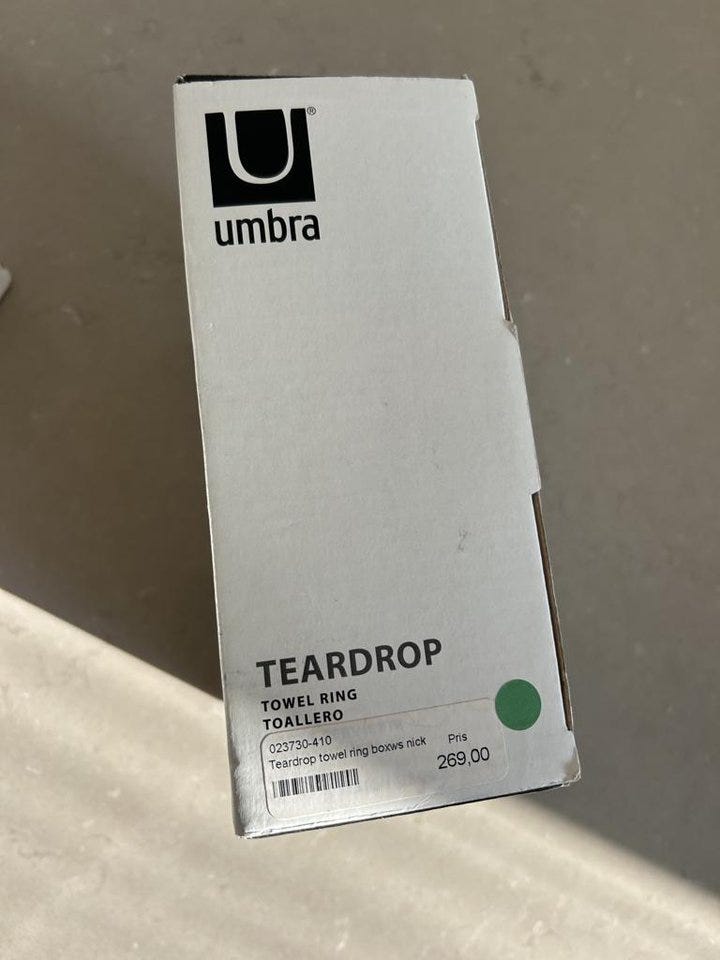 U®
umbra
TEARDROP
TOWEL RING
TOALLERO
023730-410 Pris
Teardrop towel ring boxws nick 269,00